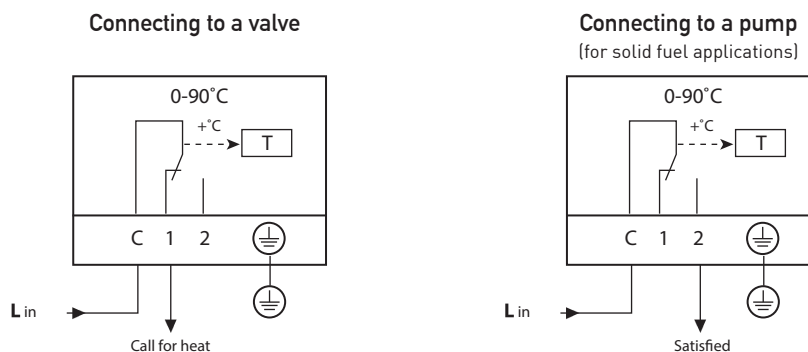 Connecting to a valve
0-90˚C
+˚C
T
C 1 2
L in
Call for heat
Connecting to a pump
(for solid fuel applications)
0-90˚C
+˚C
T
C 1 2
L in
Satisfied